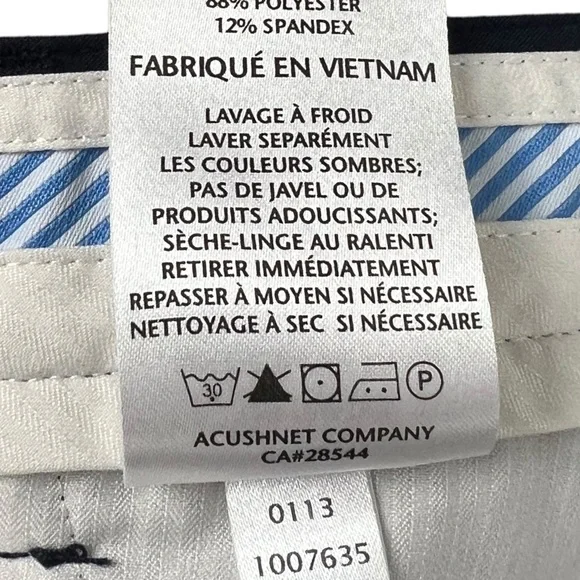 88% POLYESTER
12% SPANDEX
FABRIQUÉ EN VIETNAM
LAVAGE À FROID
LAVER SEPARÉMENT
LES COULEURS SOMBRES;
PAS DE JAVEL OU DE
PRODUITS ADOUCISSANTS;
SÈCHE-LINGE AU RALENTI
RETIRER IMMÉDIATEMENT
REPASSER À MOYEN SI NÉCESSAIRE
NETTOYAGE À SEC SI NÉCESSAIRE
30 P
ACUSHNET COMPANY
CA#28544
0113
1007635